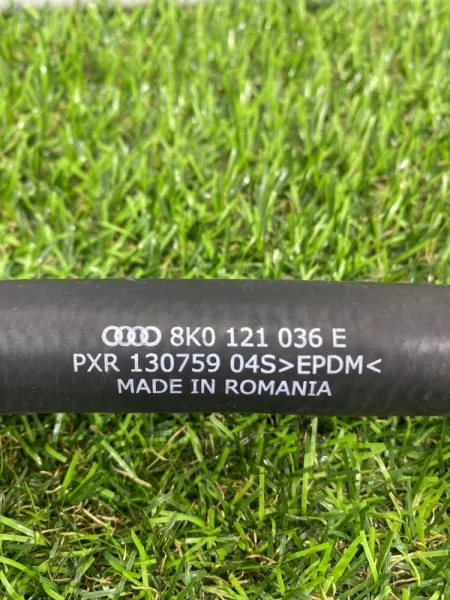 8K0 121 036 E
PXR 130759 04S>EPDM<
MADE IN ROMANIA